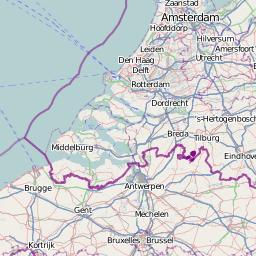 Zaanstad
Amsterdam
Hoofddorp
Hilversum
Leiden
Amersfoort
Den Haag
Utrecht
Delft
Rotterdam
Dordrecht
's-Hertogenbosch
Breda
Tilburg
Middelburg
Eindhove
Brugge
Antwerpen
Gent
Mechelen
Kortrijk
Bruxelles - Brussel